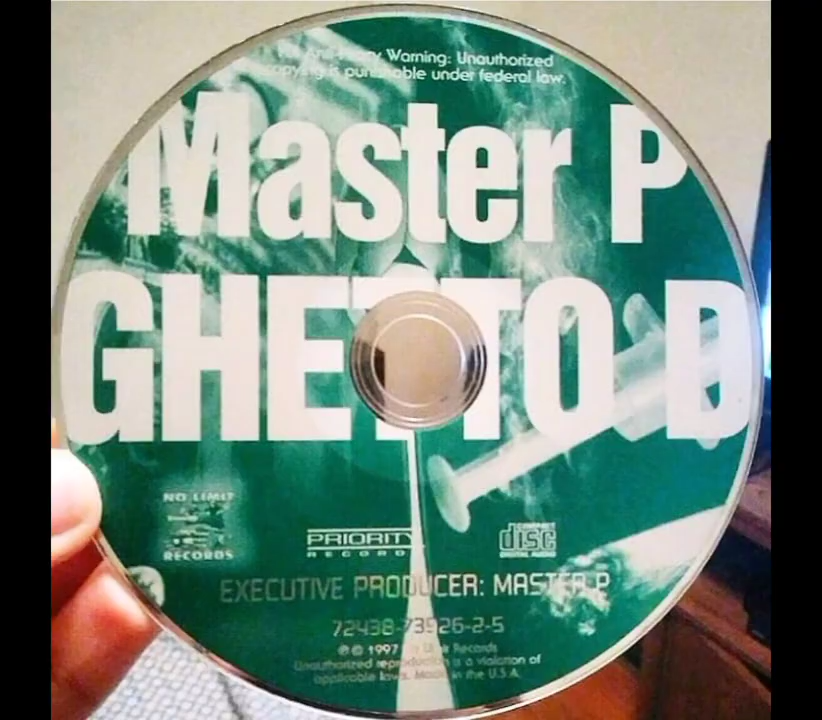 Warning: Unauthorized
copying is punishable under federal law.
Master P
GHETTO D
NO LIMIT
RECORDS
PRIORITY
RECORDS
COMPACT
disc
DIGITAL AUDIO
EXECUTIVE PRODUCER: MASTER P
72438-73926-2-5
℗© 1997 Records
Unauthorized reproduction is a violation of
applicable laws. Made in the U.S.A.